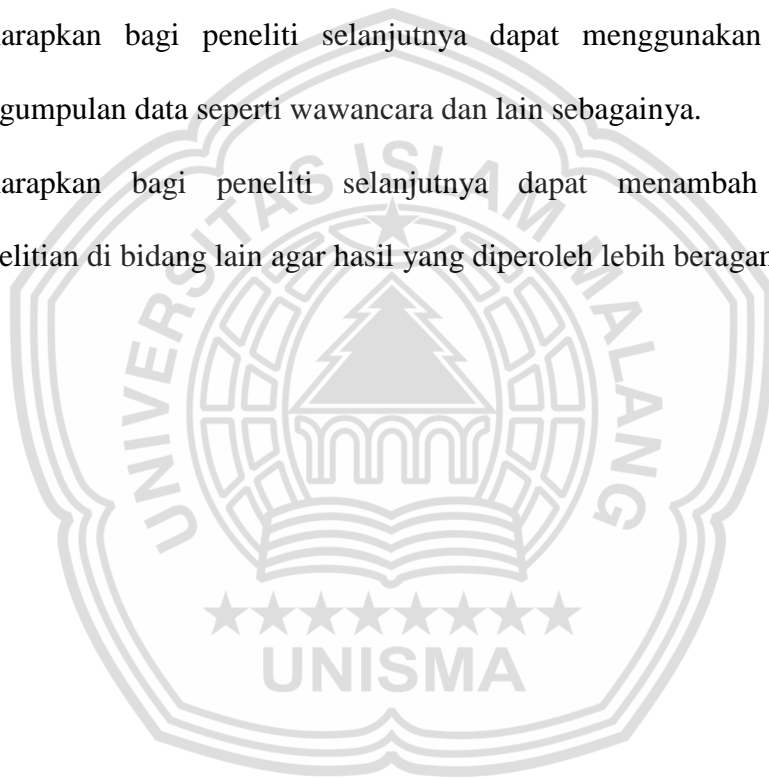 arapkan bagi peneliti selanjutnya dapat menggunakan
gumpulan data seperti wawancara dan lain sebagainya.
arapkan bagi peneliti selanjutnya dapat menambah
elitian di bidang lain agar hasil yang diperoleh lebih beragam
UNIVERSITAS ISLAM MALANG
UNISMA